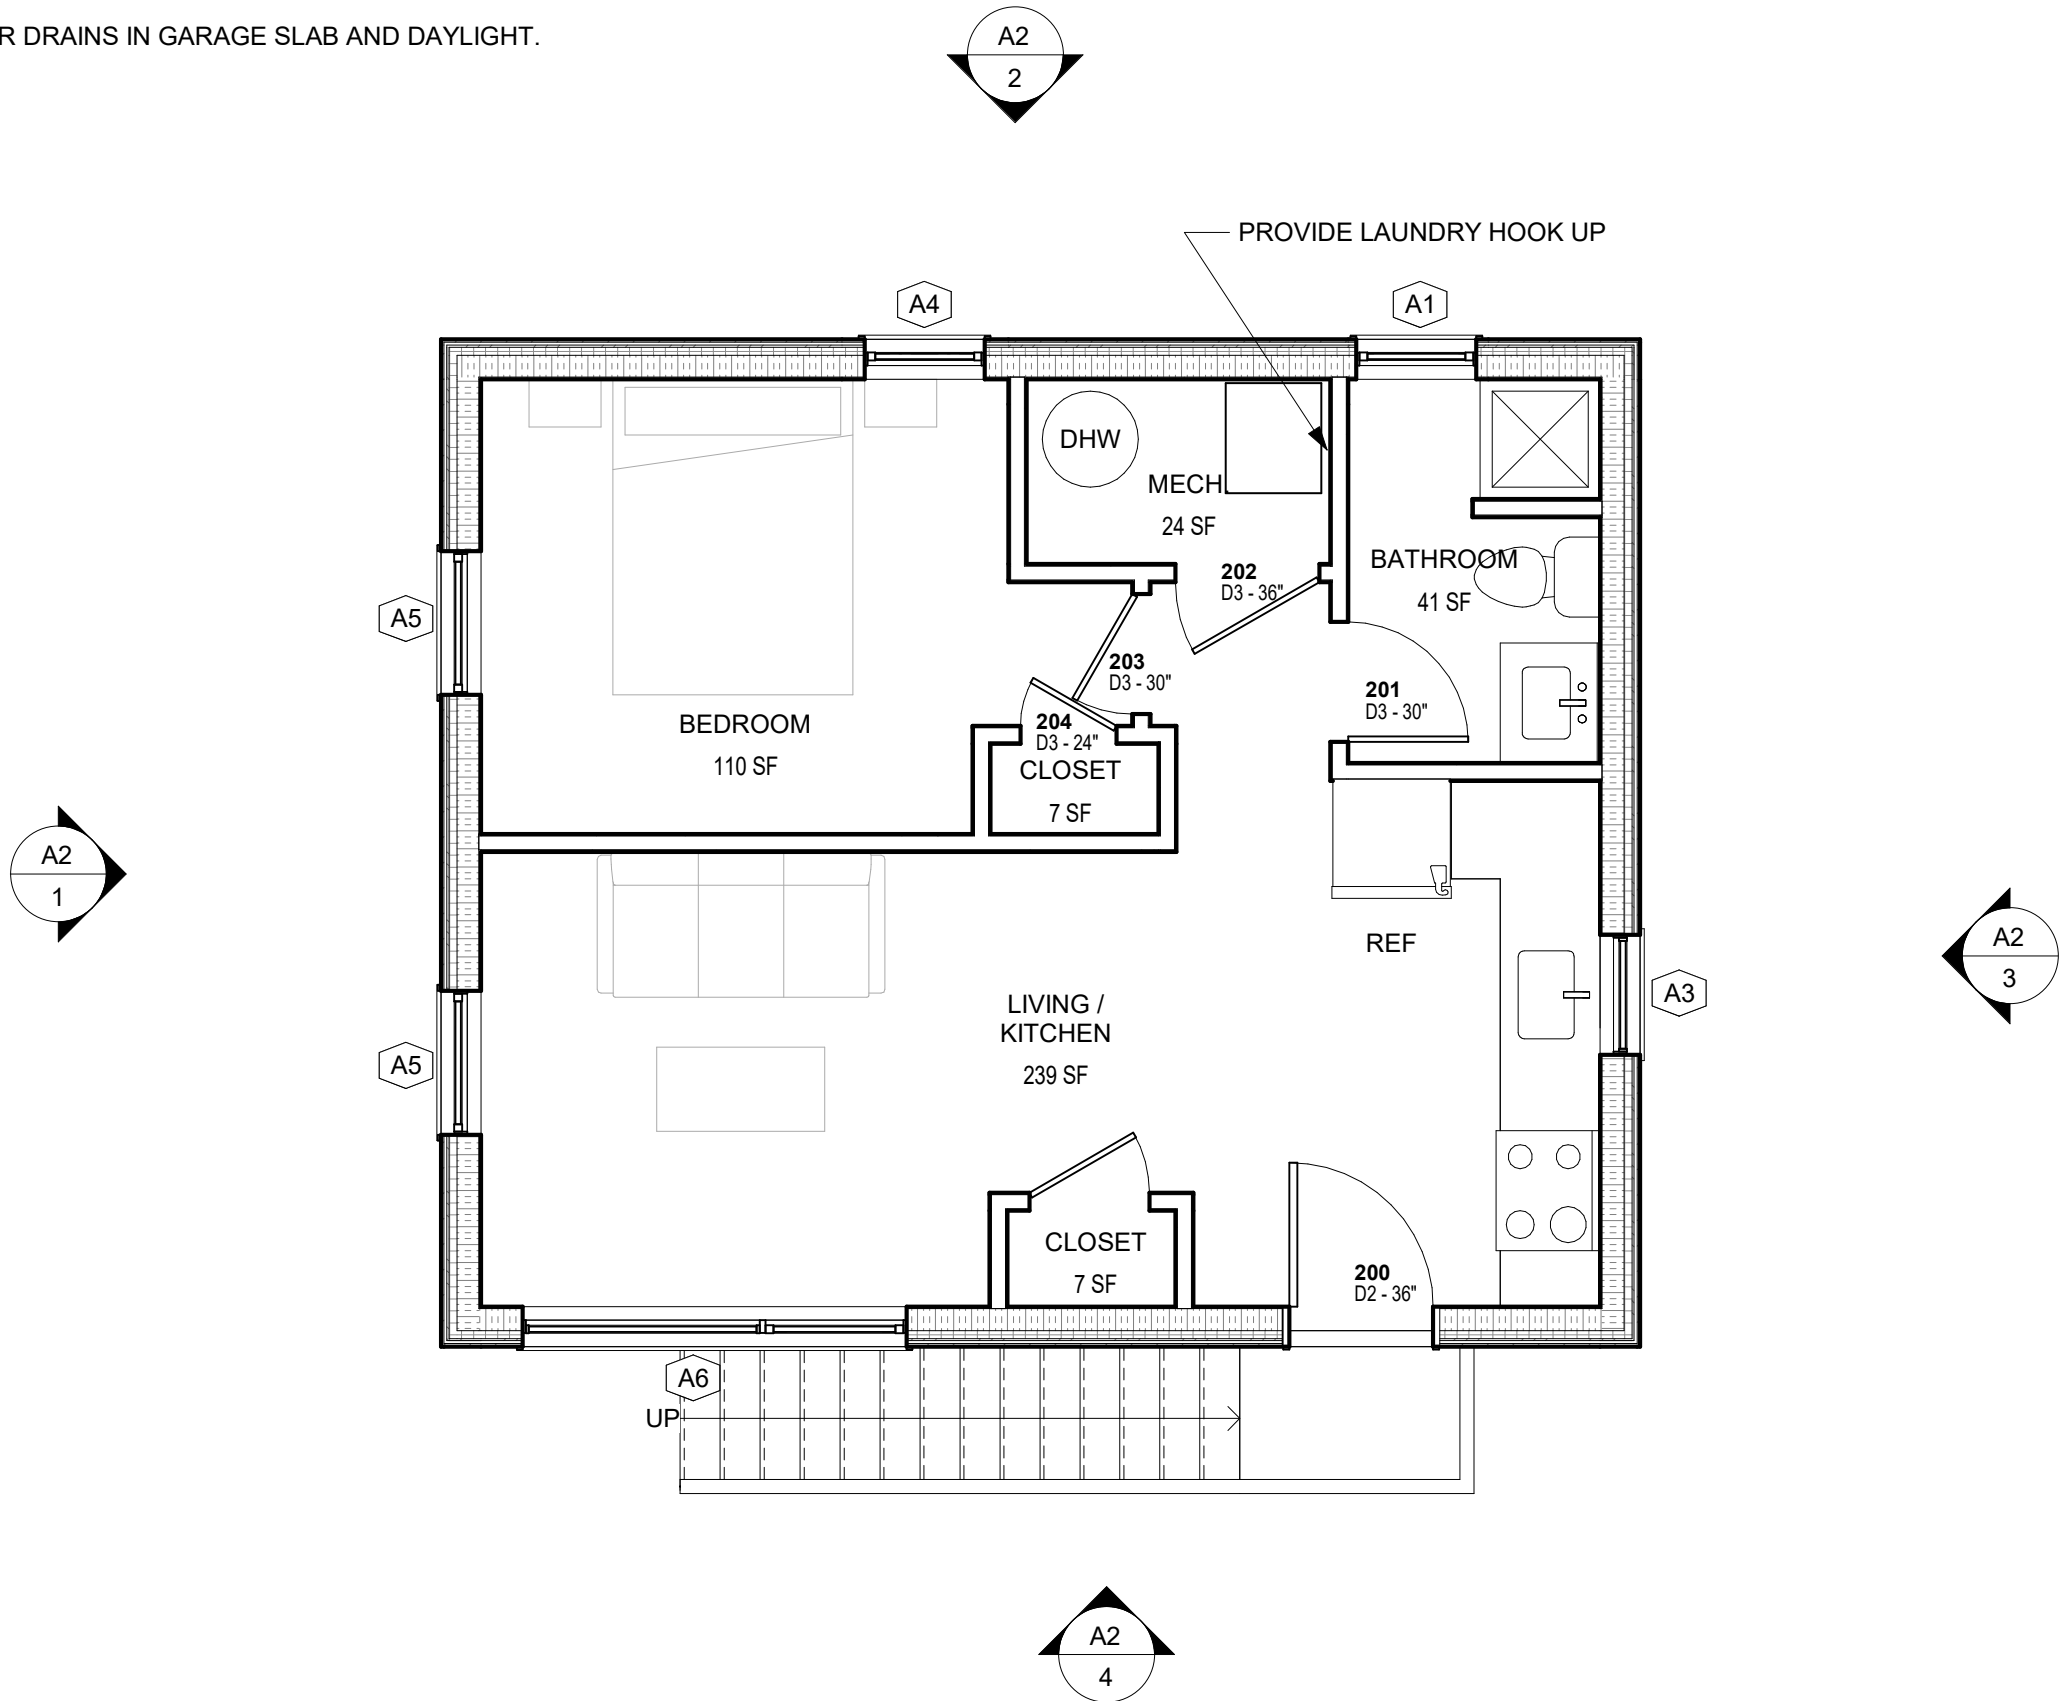 R DRAINS IN GARAGE SLAB AND DAYLIGHT.
A2
2
PROVIDE LAUNDRY HOOK UP
A4
A1
DHW
MECH.
24 SF
BATHROOM
41 SF
202
D3 - 36"
A5
203
D3 - 30"
201
D3 - 30"
BEDROOM
110 SF
204
D3 - 24"
CLOSET
7 SF
A2
1
REF
A2
3
A3
LIVING /
KITCHEN
239 SF
A5
CLOSET
7 SF
200
D2 - 36"
A6
UP
A2
4